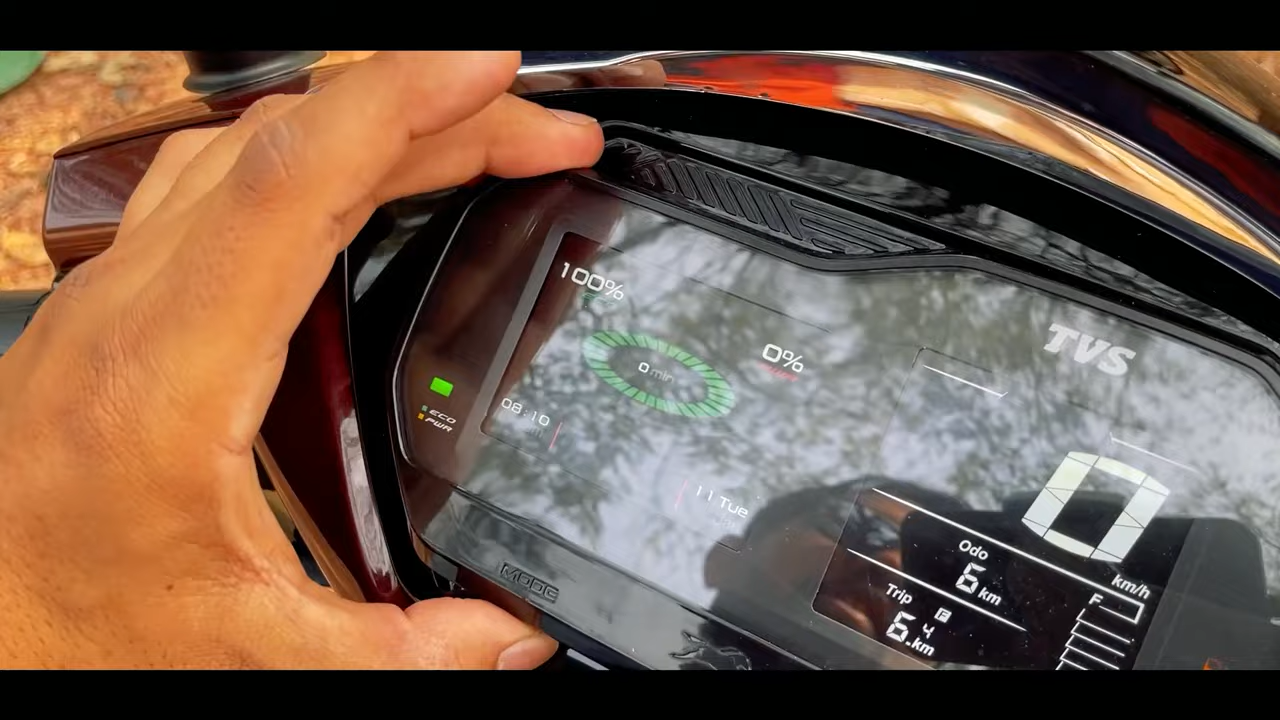 100%
0%
TVS
0 min
ECO
PWR
08:10
11 Tue
MODE
0
km/h
Odo
6 km
Trip F
6.4 km
F